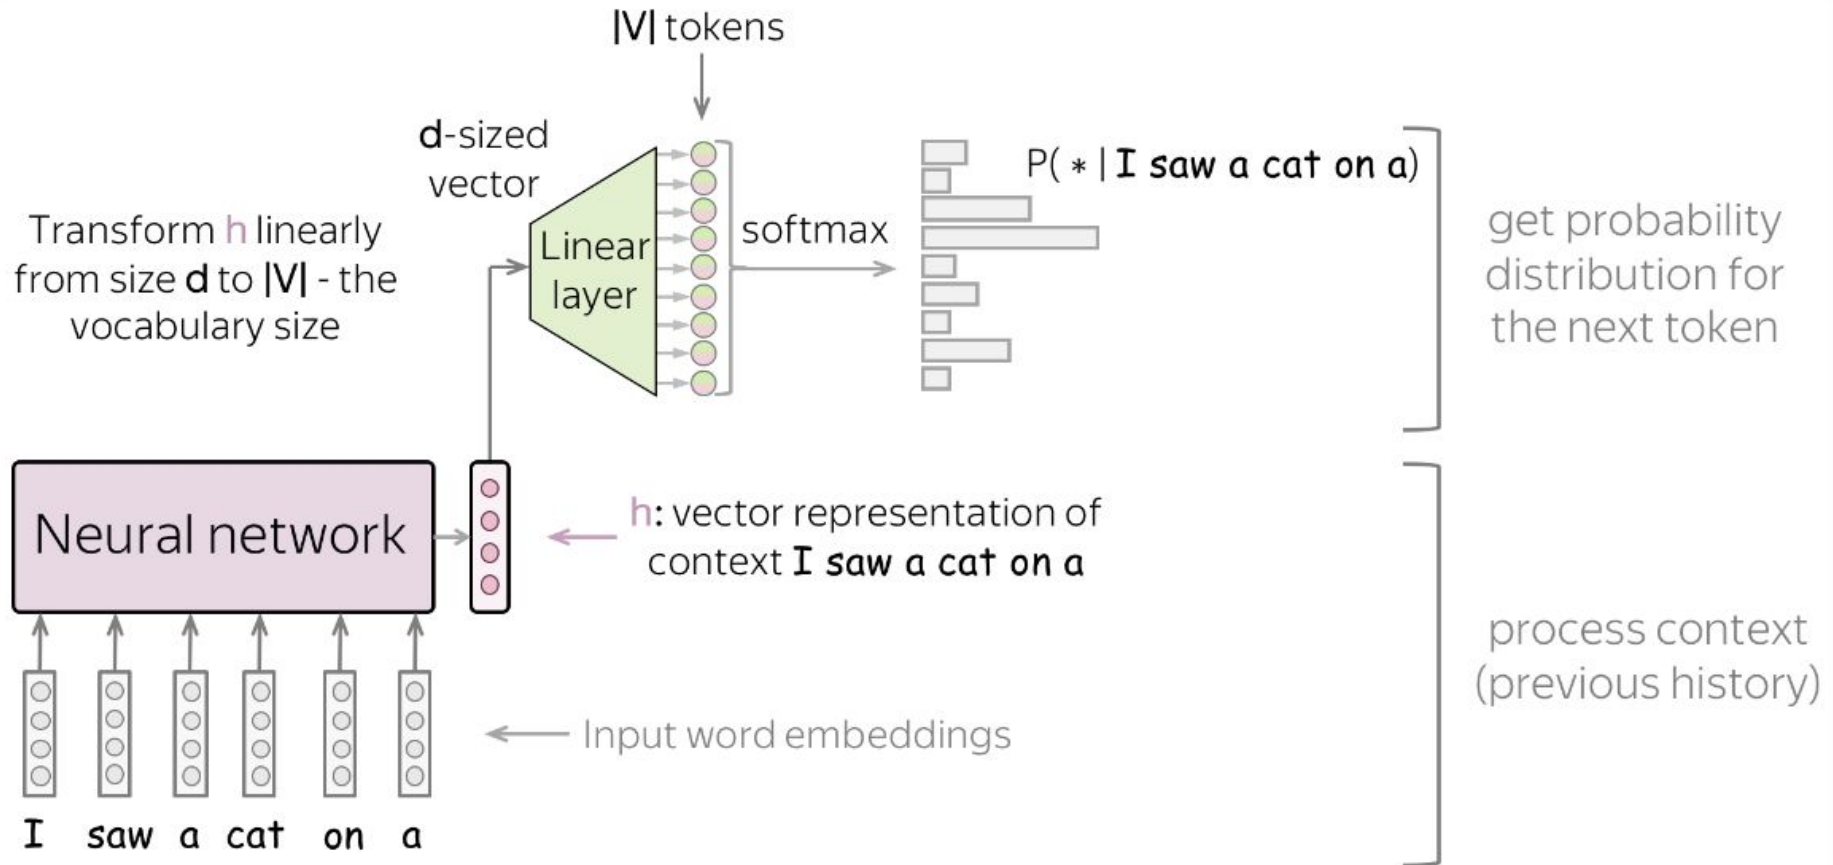 |V| tokens
d-sized
vector
P( * | I saw a cat on a)
Transform h linearly
from size d to |V| - the
vocabulary size
Linear
layer
softmax
get probability
distribution for
the next token
Neural network
h: vector representation of
context I saw a cat on a
process context
(previous history)
Input word embeddings
I saw a cat on a